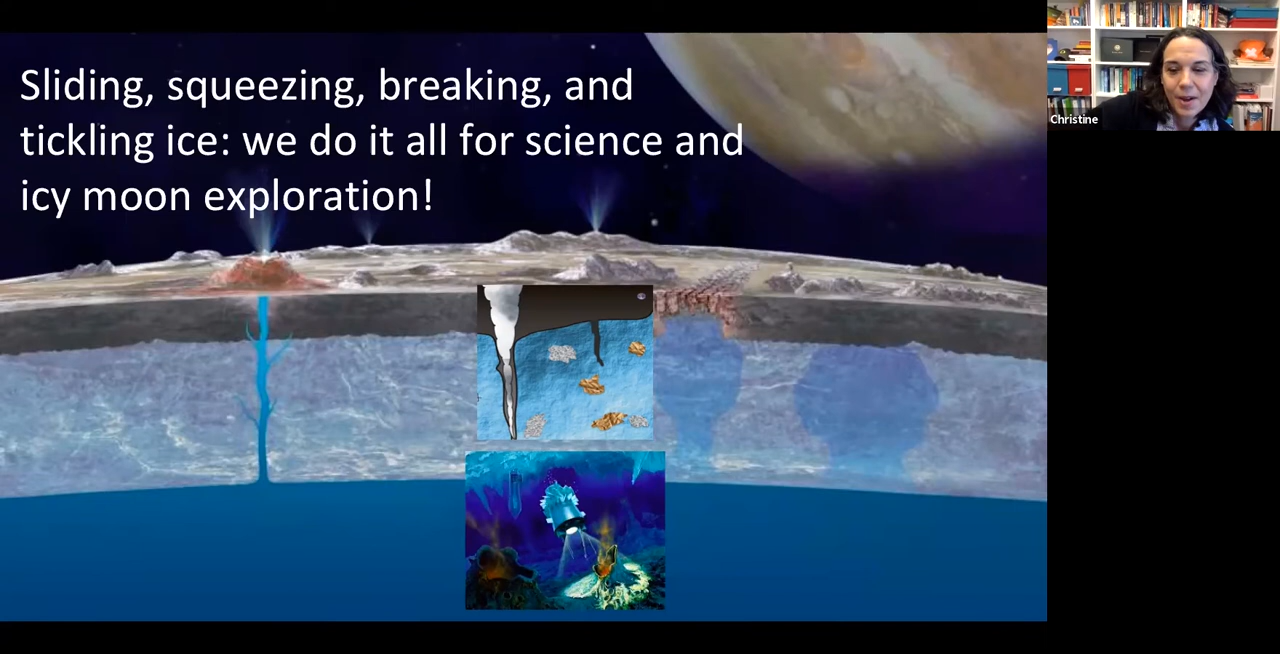 Sliding, squeezing, breaking, and
tickling ice: we do it all for science and
icy moon exploration!
Christine